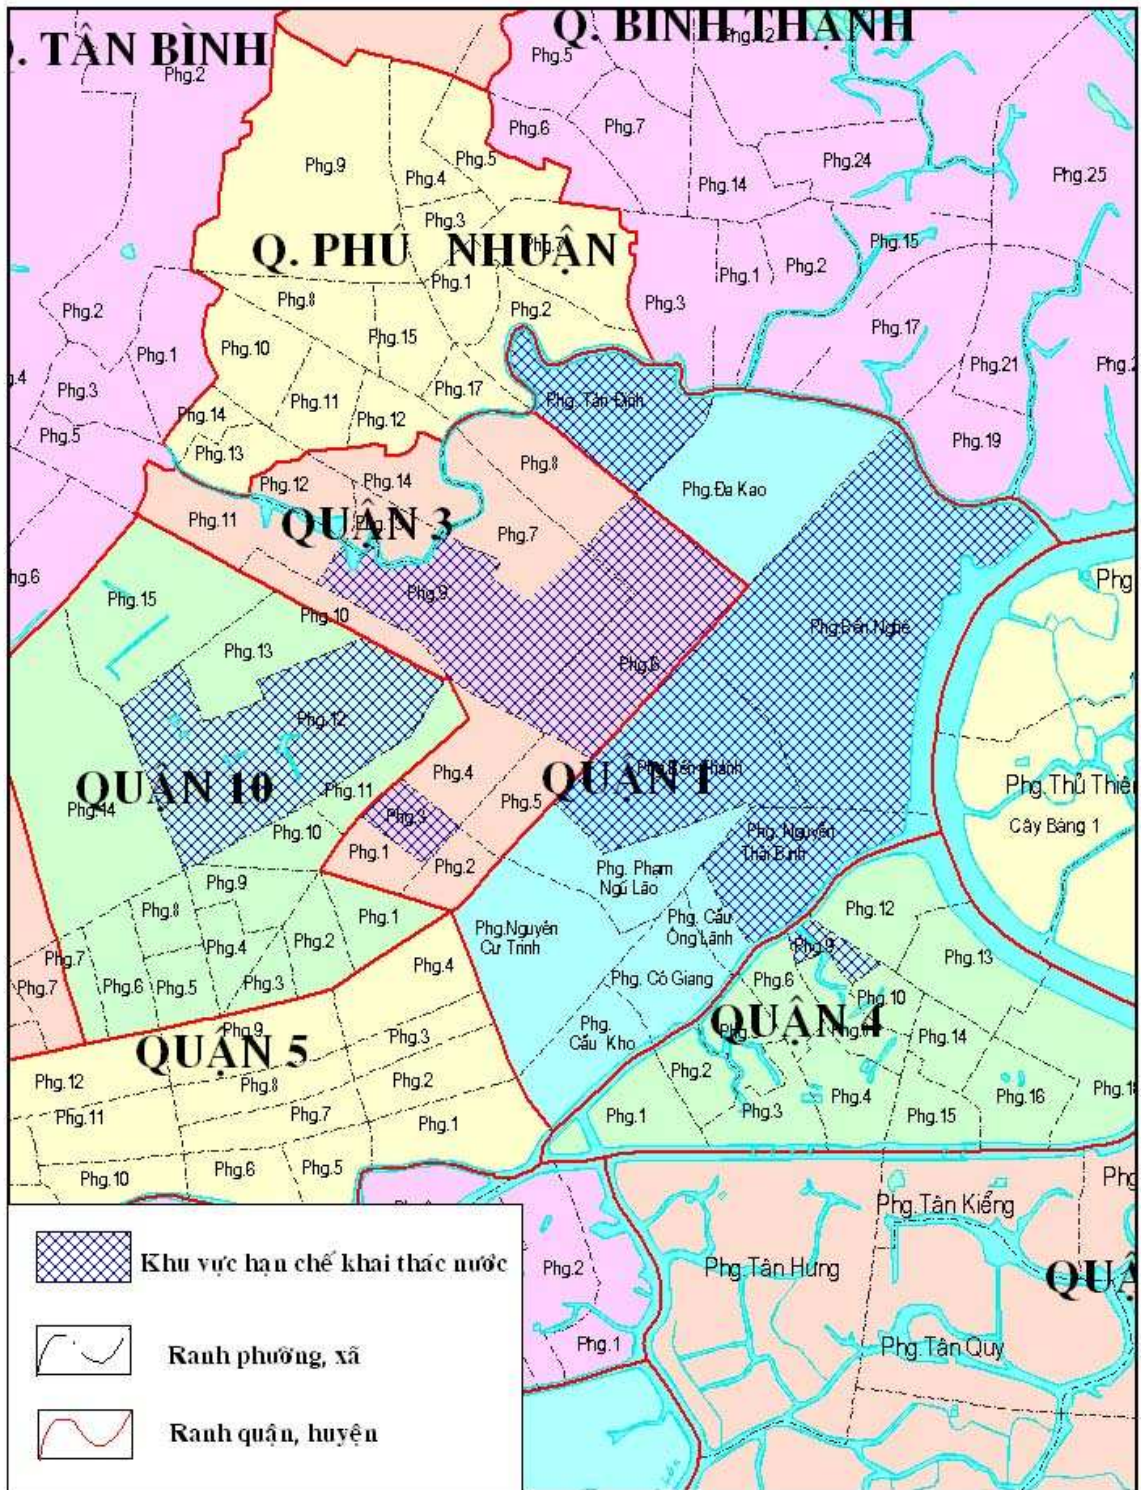 Q. BÌNH THẠNH
TÂN BÌNH
Phg.2
Phg.5
Phg.12
Phg.6
Phg.7
Phg.24
Phg.25
Phg.14
Phg.9
Phg.5
Phg.4
Phg.3
Q. PHÚ NHUẬN
Phg.15
Phg.1
Phg.2
Phg.3
Phg.17
Phg.21
Phg.19
Phg.1
Phg.8
Phg.2
Phg.15
Phg.10
Phg.17
Phg.11
Phg.12
Phg.14
Phg.13
Phg.2
Phg.1
Phg.3
Phg.5
Phg. Tân Định
Phg.8
Phg.Đa Kao
Phg.12
Phg.14
Phg.11
QUẬN 3
Phg.7
Phg.9
Phg.10
Phg.6
Phg.Bến Nghé
Phg.15
Phg.13
Phg.12
QUẬN 10
Phg.14
Phg.11
Phg.10
Phg.4
Phg.5
Phg.3
Phg.1
Phg.2
QUẬN 1
Phg.Bến Thành
Phg. Nguyễn
Thái Bình
Phg. Phạm
Ngũ Lão
Phg.Thủ Thiê
Cây Bàng 1
Phg.9
Phg.8
Phg.1
Phg.2
Phg.4
Phg.3
Phg.5
Phg.6
Phg.7
Phg.7
Phg.Nguyễn
Cư Trinh
Phg. Cầu
Ông Lãnh
Phg. Cô Giang
Phg.
Cầu Kho
Phg.12
Phg.9
Phg.13
Phg.6
Phg.10
QUẬN 4
Phg.14
Phg.2
Phg.1
Phg.3
Phg.4
Phg.15
Phg.16
Phg.4
Phg.9
Phg.3
QUẬN 5
Phg.12
Phg.8
Phg.2
Phg.11
Phg.7
Phg.1
Phg.10
Phg.6
Phg.5
Phg.Tân Kiểng
Phg.Tân Hưng
Phg.Tân Quy
Phg.2
Phg.1
Khu vực hạn chế khai thác nước
Ranh phường, xã
Ranh quận, huyện